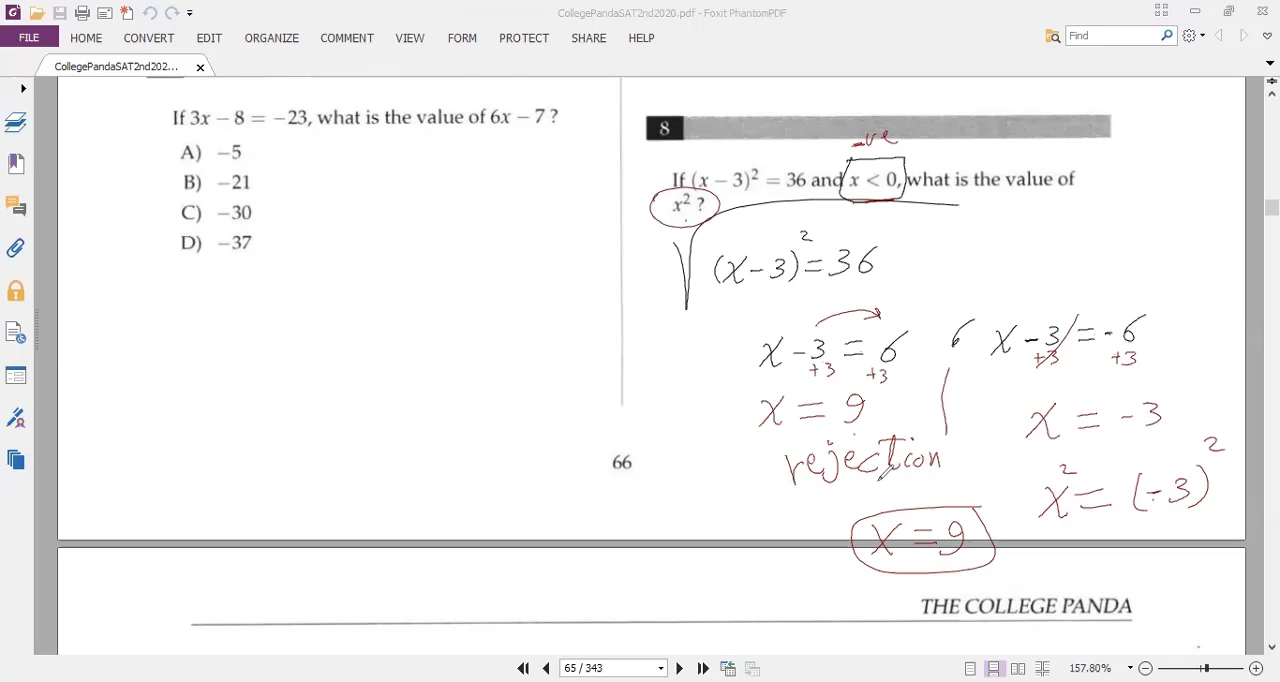 CollegePandaSAT2nd2020.pdf - Foxit PhantomPDF
FILE HOME CONVERT EDIT ORGANIZE COMMENT VIEW FORM PROTECT SHARE HELP Find
CollegePandaSAT2nd202... x
If 3x − 8 = −23, what is the value of 6x − 7 ?
A) −5
B) −21
C) −30
D) −37
66
8
-ve
If (x − 3)² = 36 and x < 0, what is the value of
x² ?
√(x-3)² = 36
x - 3 = 6
+3 +3
x = 9
rejection
x - 3 = -6
+3 +3
x = -3
x² = (-3)²
x = 9
THE COLLEGE PANDA
65 / 343 157.80%